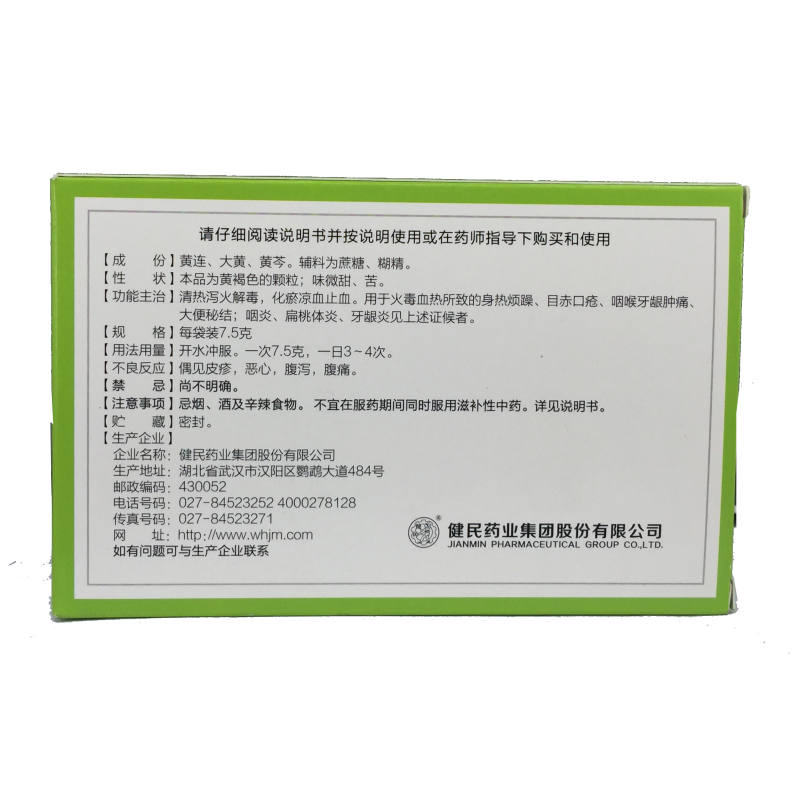 请仔细阅读说明书并按说明使用或在药师指导下购买和使用
【成　份】黄连、大黄、黄芩。辅料为蔗糖、糊精。
【性　状】本品为黄褐色的颗粒；味微甜、苦。
【功能主治】清热泻火解毒，化瘀凉血止血。用于火毒血热所致的身热烦躁、目赤口疮、咽喉牙龈肿痛、
大便秘结；咽炎、扁桃体炎、牙龈炎见上述证候者。
【规　格】每袋装7.5克
【用法用量】开水冲服。一次7.5克，一日3～4次。
【不良反应】偶见皮疹，恶心，腹泻，腹痛。
【禁　忌】尚不明确。
【注意事项】忌烟、酒及辛辣食物。不宜在服药期间同时服用滋补性中药。详见说明书。
【贮　藏】密封。
【生产企业】
企业名称：健民药业集团股份有限公司
生产地址：湖北省武汉市汉阳区鹦鹉大道484号
邮政编码：430052
电话号码：027-84523252 4000278128
传真号码：027-84523271
网　址：http://www.whjm.com
如有问题可与生产企业联系
®
健民药业集团股份有限公司
JIANMIN PHARMACEUTICAL GROUP CO.,LTD.